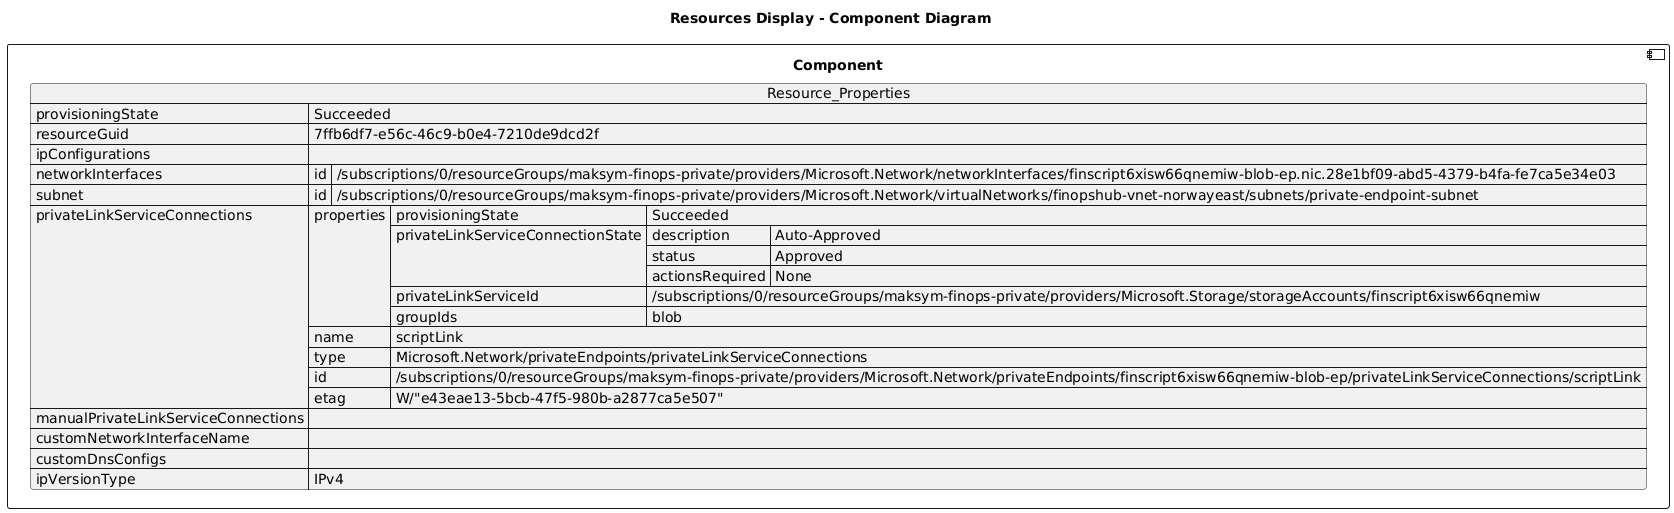 Resources Display - Component Diagram
Component
Resource_Properties
provisioningState Succeeded
resourceGuid 7ffb6df7-e56c-46c9-b0e4-7210de9dcd2f
ipConfigurations
networkInterfaces id /subscriptions/0/resourceGroups/maksym-finops-private/providers/Microsoft.Network/networkInterfaces/finscript6xisw66qnemiw-blob-ep.nic.28e1bf09-abd5-4379-b4fa-fe7ca5e34e03
subnet id /subscriptions/0/resourceGroups/maksym-finops-private/providers/Microsoft.Network/virtualNetworks/finopshub-vnet-norwayeast/subnets/private-endpoint-subnet
privateLinkServiceConnections properties provisioningState Succeeded
privateLinkServiceConnectionState description Auto-Approved
status Approved
actionsRequired None
privateLinkServiceId /subscriptions/0/resourceGroups/maksym-finops-private/providers/Microsoft.Storage/storageAccounts/finscript6xisw66qnemiw
groupIds blob
name scriptLink
type Microsoft.Network/privateEndpoints/privateLinkServiceConnections
id /subscriptions/0/resourceGroups/maksym-finops-private/providers/Microsoft.Network/privateEndpoints/finscript6xisw66qnemiw-blob-ep/privateLinkServiceConnections/scriptLink
etag W/"e43eae13-5bcb-47f5-980b-a2877ca5e507"
manualPrivateLinkServiceConnections
customNetworkInterfaceName
customDnsConfigs
ipVersionType IPv4